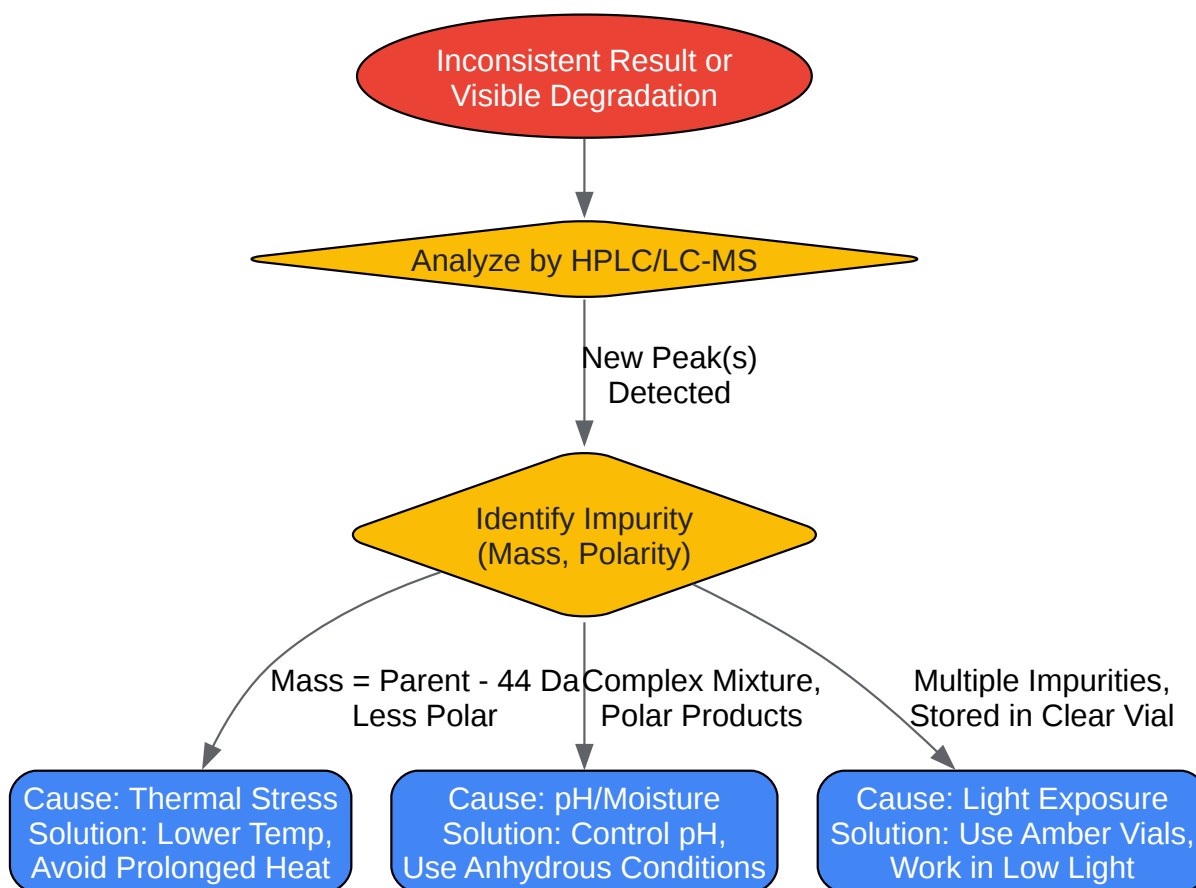 Inconsistent Result or
Visible Degradation
Analyze by HPLC/LC-MS
New Peak(s)
Detected
Identify Impurity
(Mass, Polarity)
Mass = Parent - 44 Da
Less Polar
Complex Mixture,
Polar Products
Multiple Impurities,
Stored in Clear Vial
Cause: Thermal Stress
Solution: Lower Temp,
Avoid Prolonged Heat
Cause: pH/Moisture
Solution: Control pH,
Use Anhydrous Conditions
Cause: Light Exposure
Solution: Use Amber Vials,
Work in Low Light